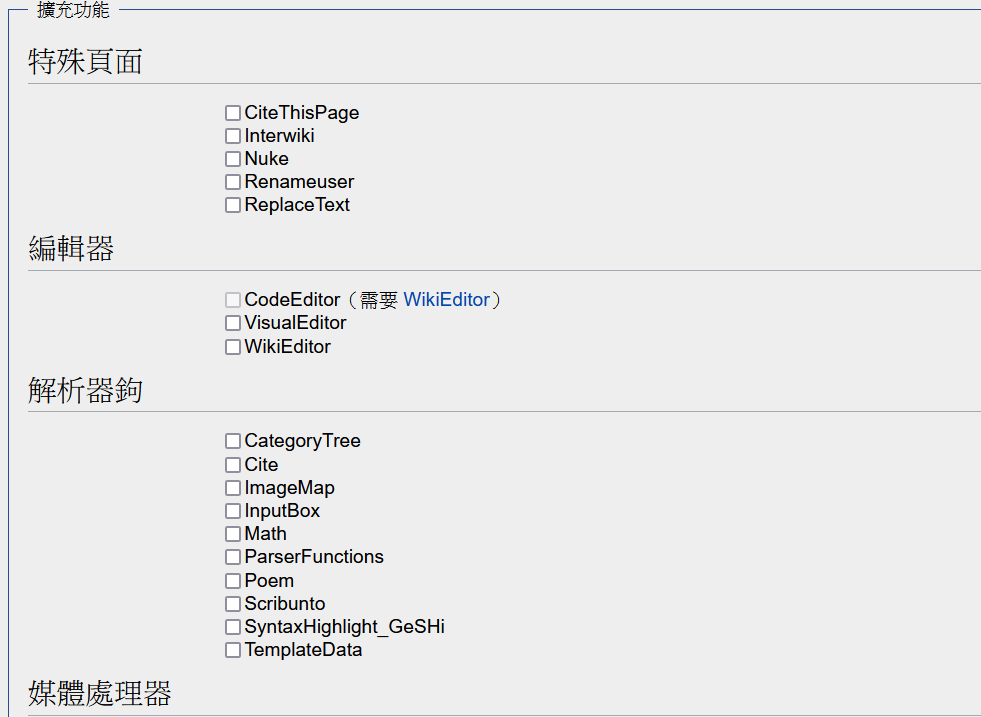 擴充功能
特殊頁面
CiteThisPage
Interwiki
Nuke
Renameuser
ReplaceText
編輯器
CodeEditor（需要 WikiEditor）
VisualEditor
WikiEditor
解析器鉤
CategoryTree
Cite
ImageMap
InputBox
Math
ParserFunctions
Poem
Scribunto
SyntaxHighlight_GeSHi
TemplateData
媒體處理器